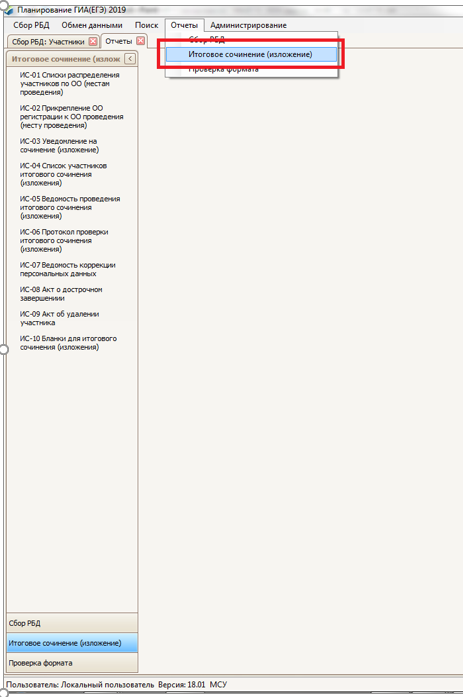 Планирование ГИА(ЕГЭ) 2019
Сбор РБД Обмен данными Поиск Отчеты Администрирование
Сбор РБД: Участники Отчеты
Сбор РБД
Итоговое сочинение (изложение)
Проверка формата
Итоговое сочинение (излож
ИС-01 Списки распределения
участников по ОО (местам
проведения)
ИС-02 Прикрепление ОО
регистрации к ОО проведения
(месту проведения)
ИС-03 Уведомление на
сочинение (изложение)
ИС-04 Список участников
итогового сочинения
(изложения)
ИС-05 Ведомость проведения
итогового сочинения
(изложения)
ИС-06 Протокол проверки
итогового сочинения
(изложения)
ИС-07 Ведомость коррекции
персональных данных
ИС-08 Акт о досрочном
завершении
ИС-09 Акт об удалении
участника
ИС-10 Бланки для итогового
сочинения (изложения)
Сбор РБД
Итоговое сочинение (изложение)
Проверка формата
Пользователь: Локальный пользователь Версия: 18.01 МСУ